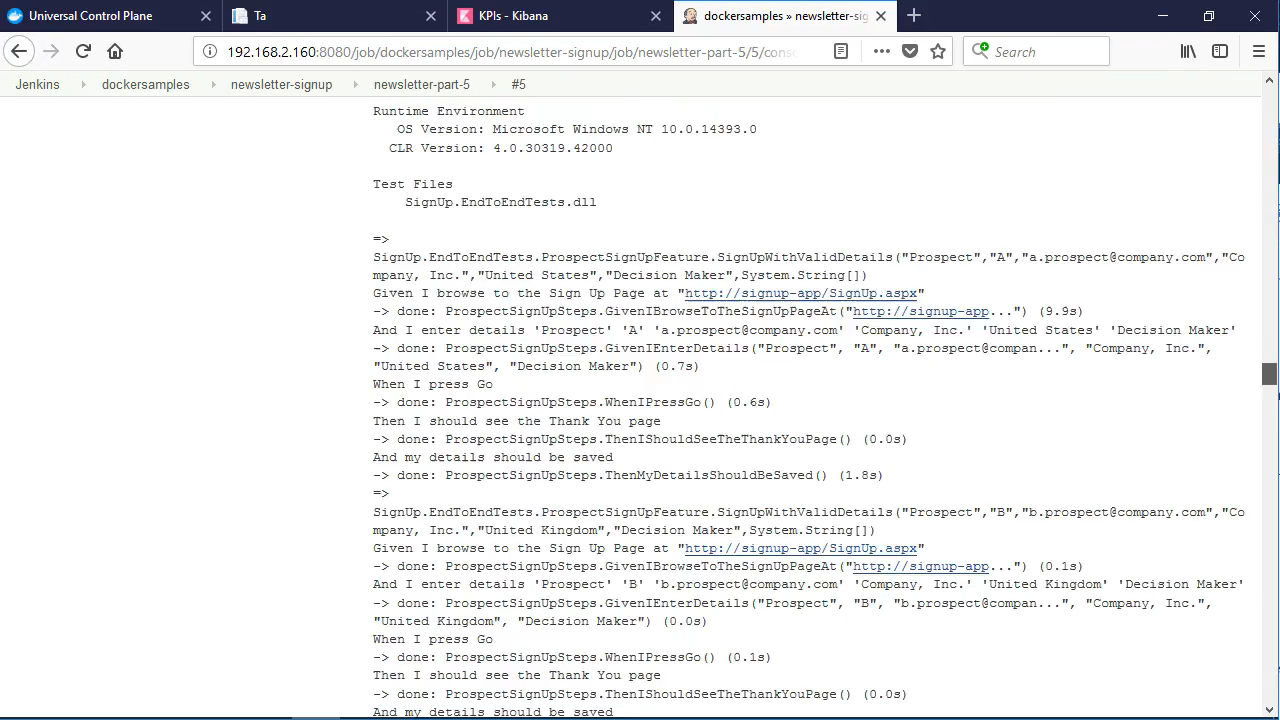 Universal Control Plane
Ta
KPIs - Kibana
dockersamples » newsletter-sig
192.168.2.160:8080/job/dockersamples/job/newsletter-signup/job/newsletter-part-5/5/cons
Search
Jenkins
dockersamples
newsletter-signup
newsletter-part-5
#5
Runtime Environment
OS Version: Microsoft Windows NT 10.0.14393.0
CLR Version: 4.0.30319.42000
Test Files
SignUp.EndToEndTests.dll
=>
SignUp.EndToEndTests.ProspectSignUpFeature.SignUpWithValidDetails("Prospect","A","a.prospect@company.com","Co
mpany, Inc.","United States","Decision Maker",System.String[])
Given I browse to the Sign Up Page at "http://signup-app/SignUp.aspx"
-> done: ProspectSignUpSteps.GivenIBrowseToTheSignUpPageAt("http://signup-app...") (9.9s)
And I enter details 'Prospect' 'A' 'a.prospect@company.com' 'Company, Inc.' 'United States' 'Decision Maker'
-> done: ProspectSignUpSteps.GivenIEnterDetails("Prospect", "A", "a.prospect@compan...", "Company, Inc.",
"United States", "Decision Maker") (0.7s)
When I press Go
-> done: ProspectSignUpSteps.WhenIPressGo() (0.6s)
Then I should see the Thank You page
-> done: ProspectSignUpSteps.ThenIShouldSeeTheThankYouPage() (0.0s)
And my details should be saved
-> done: ProspectSignUpSteps.ThenMyDetailsShouldBeSaved() (1.8s)
=>
SignUp.EndToEndTests.ProspectSignUpFeature.SignUpWithValidDetails("Prospect","B","b.prospect@company.com","Co
mpany, Inc.","United Kingdom","Decision Maker",System.String[])
Given I browse to the Sign Up Page at "http://signup-app/SignUp.aspx"
-> done: ProspectSignUpSteps.GivenIBrowseToTheSignUpPageAt("http://signup-app...") (0.1s)
And I enter details 'Prospect' 'B' 'b.prospect@company.com' 'Company, Inc.' 'United Kingdom' 'Decision Maker'
-> done: ProspectSignUpSteps.GivenIEnterDetails("Prospect", "B", "b.prospect@compan...", "Company, Inc.",
"United Kingdom", "Decision Maker") (0.0s)
When I press Go
-> done: ProspectSignUpSteps.WhenIPressGo() (0.1s)
Then I should see the Thank You page
-> done: ProspectSignUpSteps.ThenIShouldSeeTheThankYouPage() (0.0s)
And my details should be saved